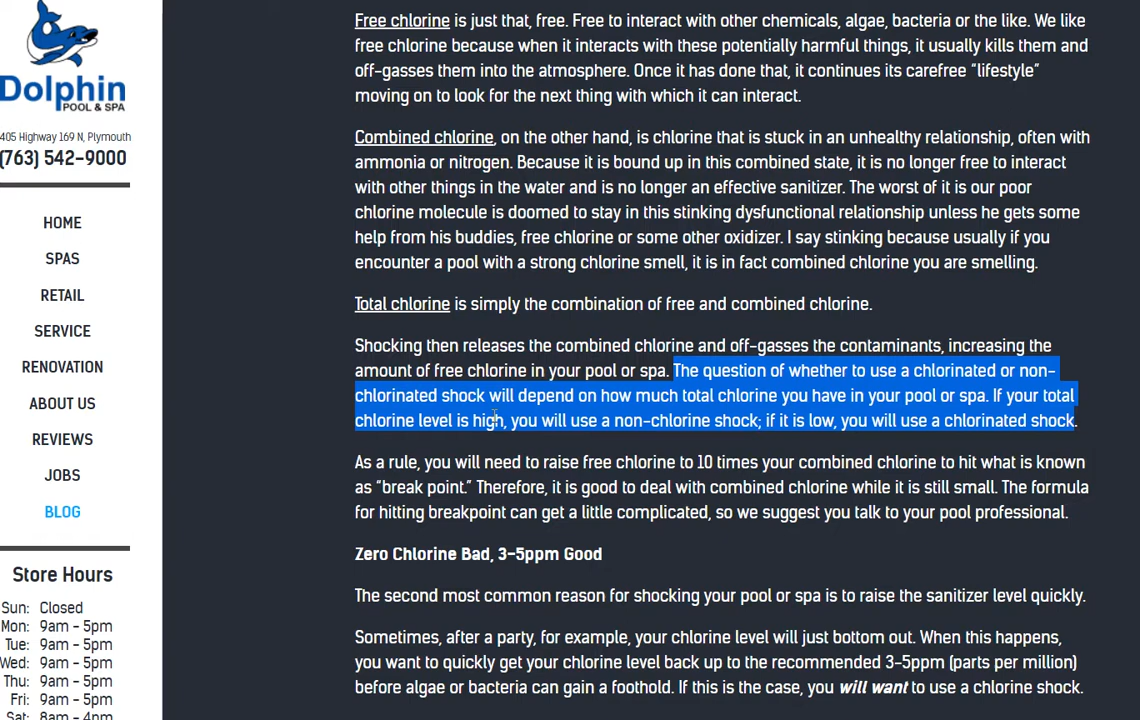 Dolphin
POOL & SPA
405 Highway 169 N, Plymouth
(763) 542-9000
HOME
SPAS
RETAIL
SERVICE
RENOVATION
ABOUT US
REVIEWS
JOBS
BLOG
Store Hours
Sun: Closed
Mon: 9am - 5pm
Tue: 9am - 5pm
Wed: 9am - 5pm
Thu: 9am - 5pm
Fri: 9am - 5pm
Sat: 8am - 4pm
Free chlorine is just that, free. Free to interact with other chemicals, algae, bacteria or the like. We like
free chlorine because when it interacts with these potentially harmful things, it usually kills them and
off-gasses them into the atmosphere. Once it has done that, it continues its carefree “lifestyle”
moving on to look for the next thing with which it can interact.
Combined chlorine, on the other hand, is chlorine that is stuck in an unhealthy relationship, often with
ammonia or nitrogen. Because it is bound up in this combined state, it is no longer free to interact
with other things in the water and is no longer an effective sanitizer. The worst of it is our poor
chlorine molecule is doomed to stay in this stinking dysfunctional relationship unless he gets some
help from his buddies, free chlorine or some other oxidizer. I say stinking because usually if you
encounter a pool with a strong chlorine smell, it is in fact combined chlorine you are smelling.
Total chlorine is simply the combination of free and combined chlorine.
Shocking then releases the combined chlorine and off-gasses the contaminants, increasing the
amount of free chlorine in your pool or spa. The question of whether to use a chlorinated or non-
chlorinated shock will depend on how much total chlorine you have in your pool or spa. If your total
chlorine level is high, you will use a non-chlorine shock; if it is low, you will use a chlorinated shock.
As a rule, you will need to raise free chlorine to 10 times your combined chlorine to hit what is known
as “break point.” Therefore, it is good to deal with combined chlorine while it is still small. The formula
for hitting breakpoint can get a little complicated, so we suggest you talk to your pool professional.
Zero Chlorine Bad, 3-5ppm Good
The second most common reason for shocking your pool or spa is to raise the sanitizer level quickly.
Sometimes, after a party, for example, your chlorine level will just bottom out. When this happens,
you want to quickly get your chlorine level back up to the recommended 3-5ppm (parts per million)
before algae or bacteria can gain a foothold. If this is the case, you will want to use a chlorine shock.